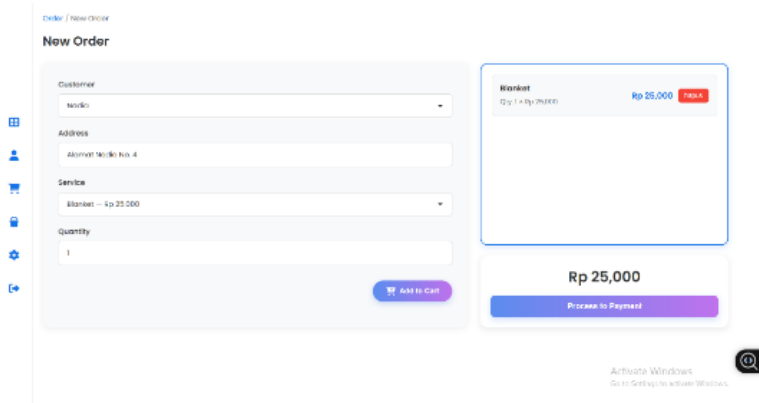 Order / New Order
New Order
Customer
Nadia
Address
Alamat Nadia No. 4
Service
Blanket — Rp 25.000
Quantity
1
Add to Cart
Blanket
Qty: 1 × Rp 25,000
Rp 25,000
Hapus
Rp 25,000
Process to Payment
Activate Windows
Go to Settings to activate Windows.